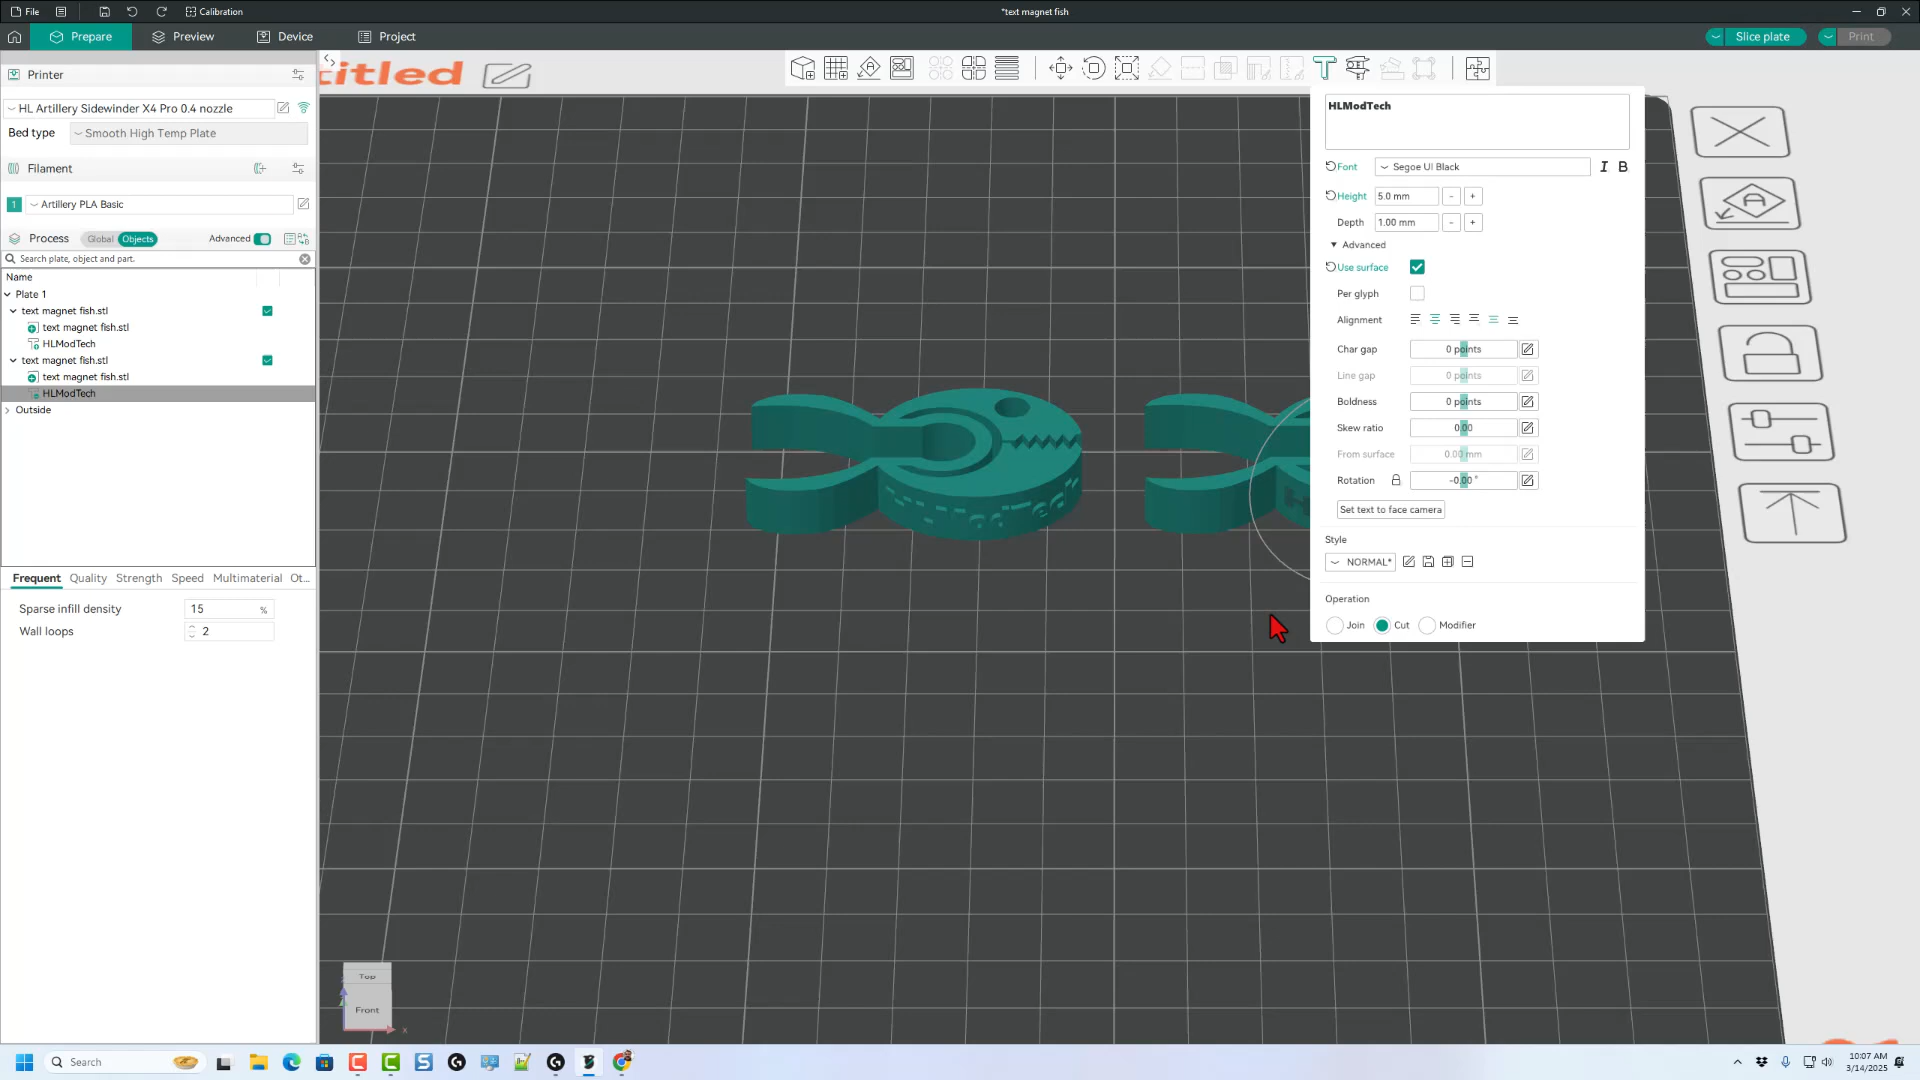 File
Calibration
*text magnet fish
Prepare
Preview
Device
Project
Slice plate
Print
Printer
HL Artillery Sidewinder X4 Pro 0.4 nozzle
Bed type
Smooth High Temp Plate
Filament
1
Artillery PLA Basic
Process
Global
Objects
Advanced
Search plate, object and part.
Name
Plate 1
text magnet fish.stl
text magnet fish.stl
HLModTech
text magnet fish.stl
text magnet fish.stl
HLModTech
Outside
Frequent
Quality
Strength
Speed
Multimaterial
Ot...
Sparse infill density
15
%
Wall loops
2
itled
HLModTech
Font
Segoe UI Black
I
B
Height
5.0 mm
-
+
Depth
1.00 mm
-
+
Advanced
Use surface
Per glyph
Alignment
Char gap
0 points
Line gap
0 points
Boldness
0 points
Skew ratio
0.00
From surface
0.00 mm
Rotation
-0.00 °
Set text to face camera
Style
NORMAL*
Operation
Join
Cut
Modifier
A
Top
Front
x
Search
10:07 AM
3/14/2025